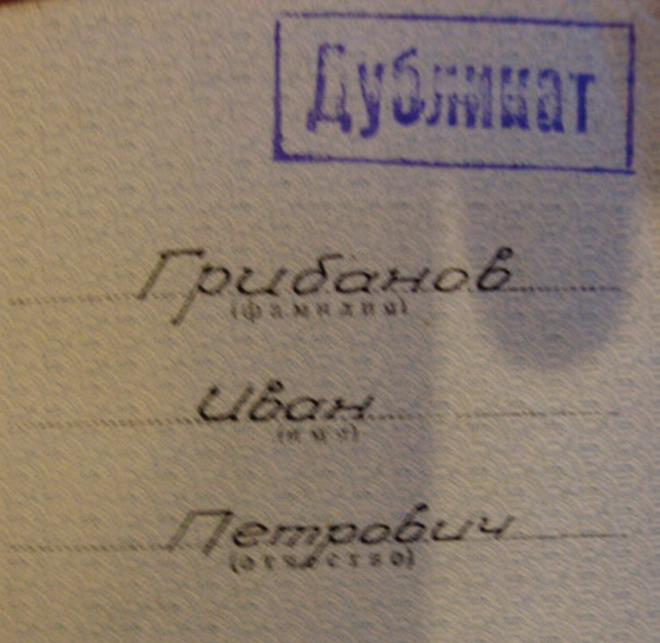 Дубликат
Грибанов
(фамилия)
Иван
(имя)
Петрович
(отчество)